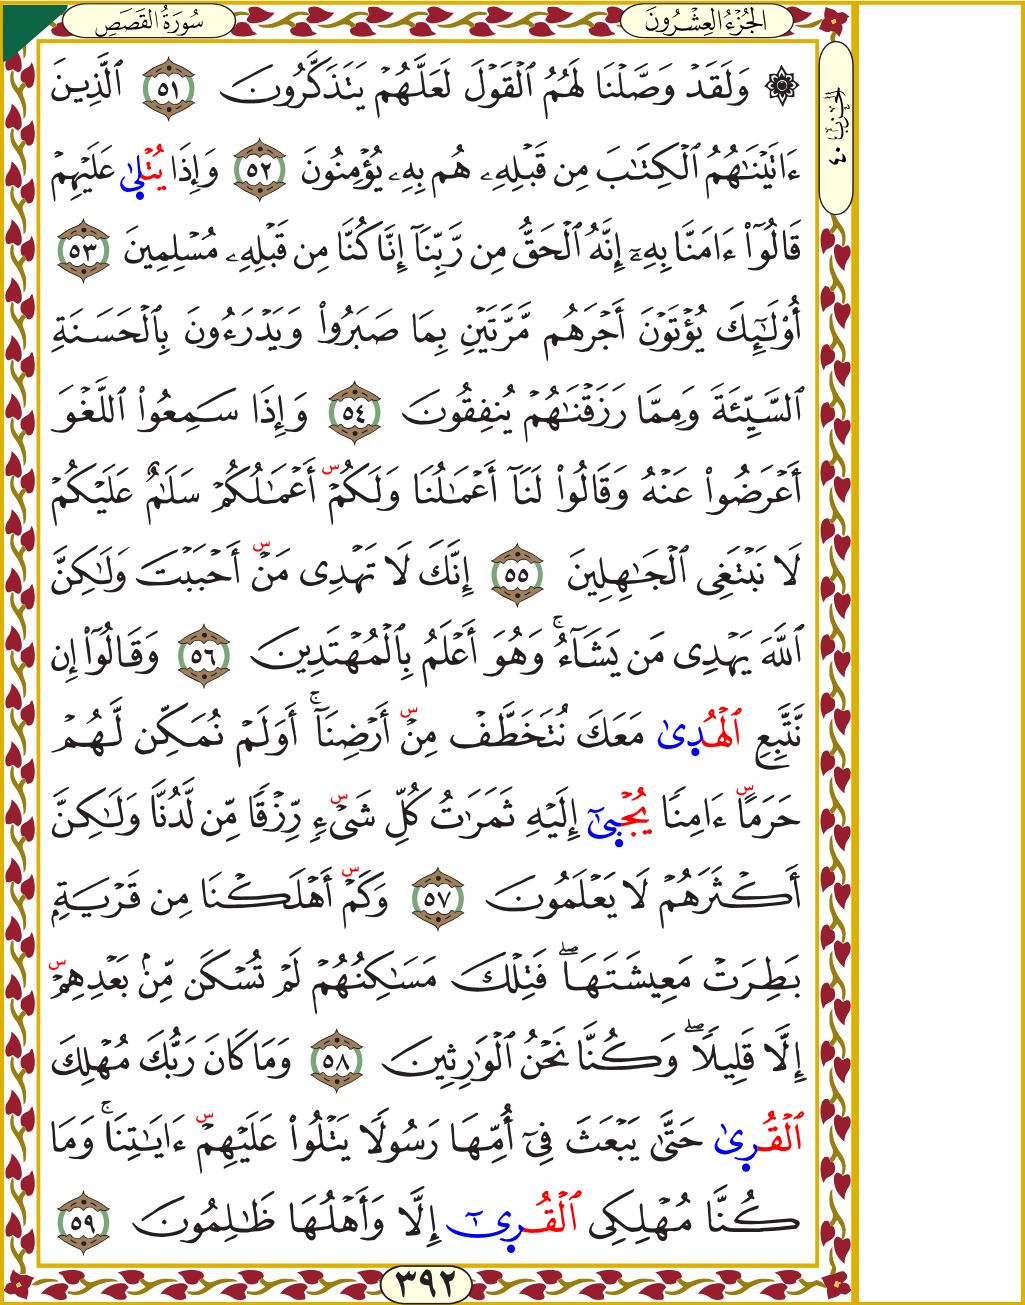 سُورَةُ القَصَصِ
الجُزْءُ العِشْرُونَ
الحزب ٤٠
۞ وَلَقَدْ وَصَّلْنَا لَهُمُ ٱلْقَوْلَ لَعَلَّهُمْ يَتَذَكَّرُونَ ٥١ ٱلَّذِينَ
ءَاتَيْنَٰهُمُ ٱلْكِتَٰبَ مِن قَبْلِهِۦ هُم بِهِۦ يُؤْمِنُونَ ٥٢ وَإِذَا يُتْلَىٰ عَلَيْهِمْ
قَالُوٓا۟ ءَامَنَّا بِهِۦٓ إِنَّهُ ٱلْحَقُّ مِن رَّبِّنَآ إِنَّا كُنَّا مِن قَبْلِهِۦ مُسْلِمِينَ ٥٣
أُو۟لَٰٓئِكَ يُؤْتَوْنَ أَجْرَهُم مَّرَّتَيْنِ بِمَا صَبَرُوا۟ وَيَدْرَءُونَ بِٱلْحَسَنَةِ
ٱلسَّيِّئَةَ وَمِمَّا رَزَقْنَٰهُمْ يُنفِقُونَ ٥٤ وَإِذَا سَمِعُوا۟ ٱللَّغْوَ
أَعْرَضُوا۟ عَنْهُ وَقَالُوا۟ لَنَآ أَعْمَٰلُنَا وَلَكُمْ س أَعْمَٰلُكُمْ سَلَٰمٌ عَلَيْكُمْ
لَا نَبْتَغِى ٱلْجَٰهِلِينَ ٥٥ إِنَّكَ لَا تَهْدِى مَنْ س أَحْبَبْتَ وَلَٰكِنَّ
ٱللَّهَ يَهْدِى مَن يَشَآءُ ۚ وَهُوَ أَعْلَمُ بِٱلْمُهْتَدِينَ ٥٦ وَقَالُوٓا۟ إِن
نَّتَّبِعِ ٱلْهُدِىٰ مَعَكَ نُتَخَطَّفْ مِنْ س أَرْضِنَآ ۚ أَوَلَمْ نُمَكِّن لَّهُمْ
حَرَمًا س ءَامِنًا يُجْبِىٰٓ إِلَيْهِ ثَمَرَٰتُ كُلِّ شَىْءٍ س رِّزْقًا مِّن لَّدُنَّا وَلَٰكِنَّ
أَكْثَرَهُمْ لَا يَعْلَمُونَ ٥٧ وَكَمْ س أَهْلَكْنَا مِن قَرْيَةٍۭ
بَطِرَتْ مَعِيشَتَهَا ۖ فَتِلْكَ مَسَٰكِنُهُمْ لَمْ تُسْكَن مِّنۢ بَعْدِهِمْ س
إِلَّا قَلِيلًا ۖ وَكُنَّا نَحْنُ ٱلْوَٰرِثِينَ ٥٨ وَمَا كَانَ رَبُّكَ مُهْلِكَ
ٱلْقُرِىٰ حَتَّىٰ يَبْعَثَ فِىٓ أُمِّهَا رَسُولًا يَتْلُوا۟ عَلَيْهِمْ س ءَايَٰتِنَا ۚ وَمَا
كُنَّا مُهْلِكِى ٱلْقُرِىٰٓ إِلَّا وَأَهْلُهَا ظَٰلِمُونَ ٥٩
٣٩٢